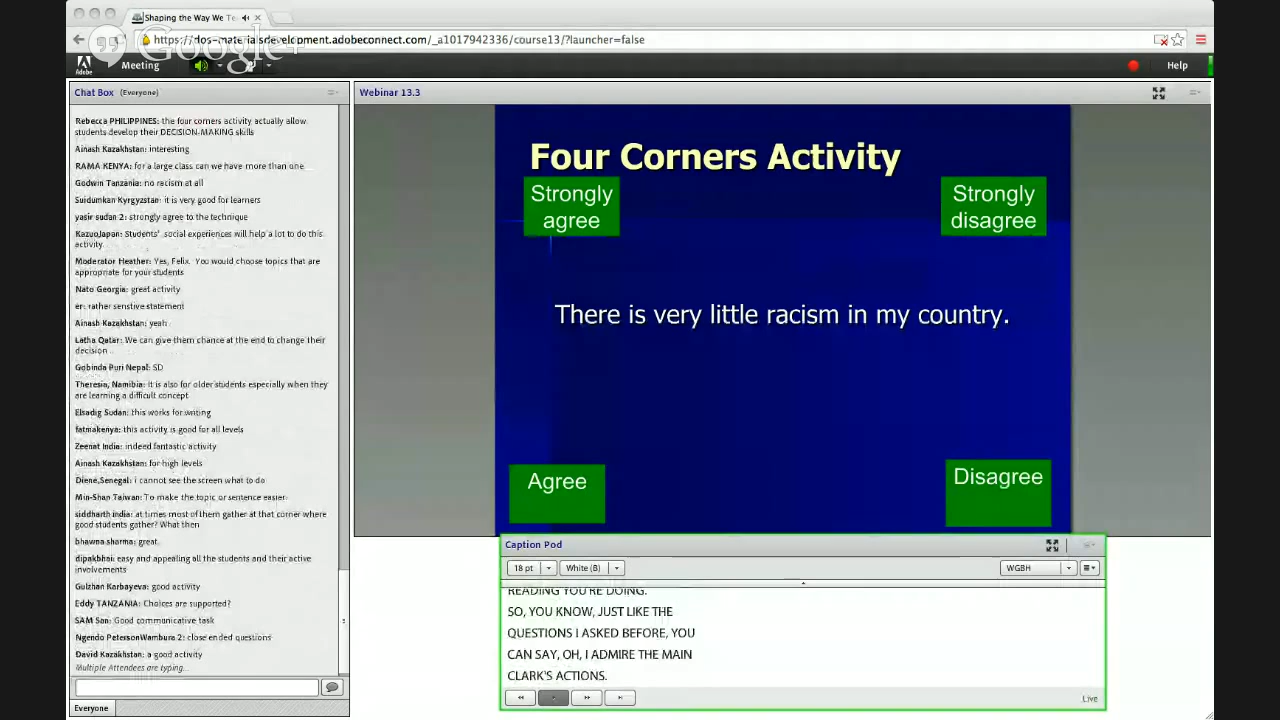 Shaping the Way We Te
Google+
https://dos-materialsdevelopment.adobeconnect.com/_a1017942336/course13/?launcher=false
Adobe
Meeting
Help
Chat Box (Everyone)
Rebecca PHILIPPINES: the four corners activity actually allow
students develop their DECISION-MAKING skills
Ainash Kazakhstan: interesting
RAMA KENYA: for a large class can we have more than one
Godwin Tanzania: no racism at all
Suidumkan Kyrgyzstan: it is very good for learners
yasir sudan 2: strongly agree to the technique
KazuoJapan: Students' social experiences will help a lot to do this
activity.
Moderator Heather: Yes, Felix. You would choose topics that are
appropriate for your students
Nato Georgia: great activity
er: rather senstive statement
Ainash Kazakhstan: yeah
Latha Qatar: We can give them chance at the end to change their
decision ..
Gobinda Puri Nepal: SD
Theresia, Namibia: It is also for older students especially when they
are learning a difficult concept
Elsadig Sudan: this works for writing
fatmakenya: this activity is good for all levels
Zeenat India: indeed fantastic activity
Ainash Kazakhstan: for high levels
Diene,Senegal: i cannot see the screen what to do
Min-Shan Taiwan: To make the topic or sentence easier
siddharth india: at times most of them gather at that corner where
good students gather? What then
bhawna sharma: great
dipakbhai: easy and appealing all the students and their active
involvements
Gulzhan Karbayeva: good activity
Eddy TANZANIA: Choices are supported?
SAM San: Good communicative task
Ngendo PetersonWambura 2: close ended questions
David Kazakhstan: a good activity
Multiple Attendees are typing...
Everyone
Webinar 13.3
Four Corners Activity
Strongly
agree
Strongly
disagree
There is very little racism in my country.
Agree
Disagree
Caption Pod
18 pt
White (B)
WGBH
READING YOU'RE DOING.
SO, YOU KNOW, JUST LIKE THE
QUESTIONS I ASKED BEFORE, YOU
CAN SAY, OH, I ADMIRE THE MAIN
CLARK'S ACTIONS.
Live